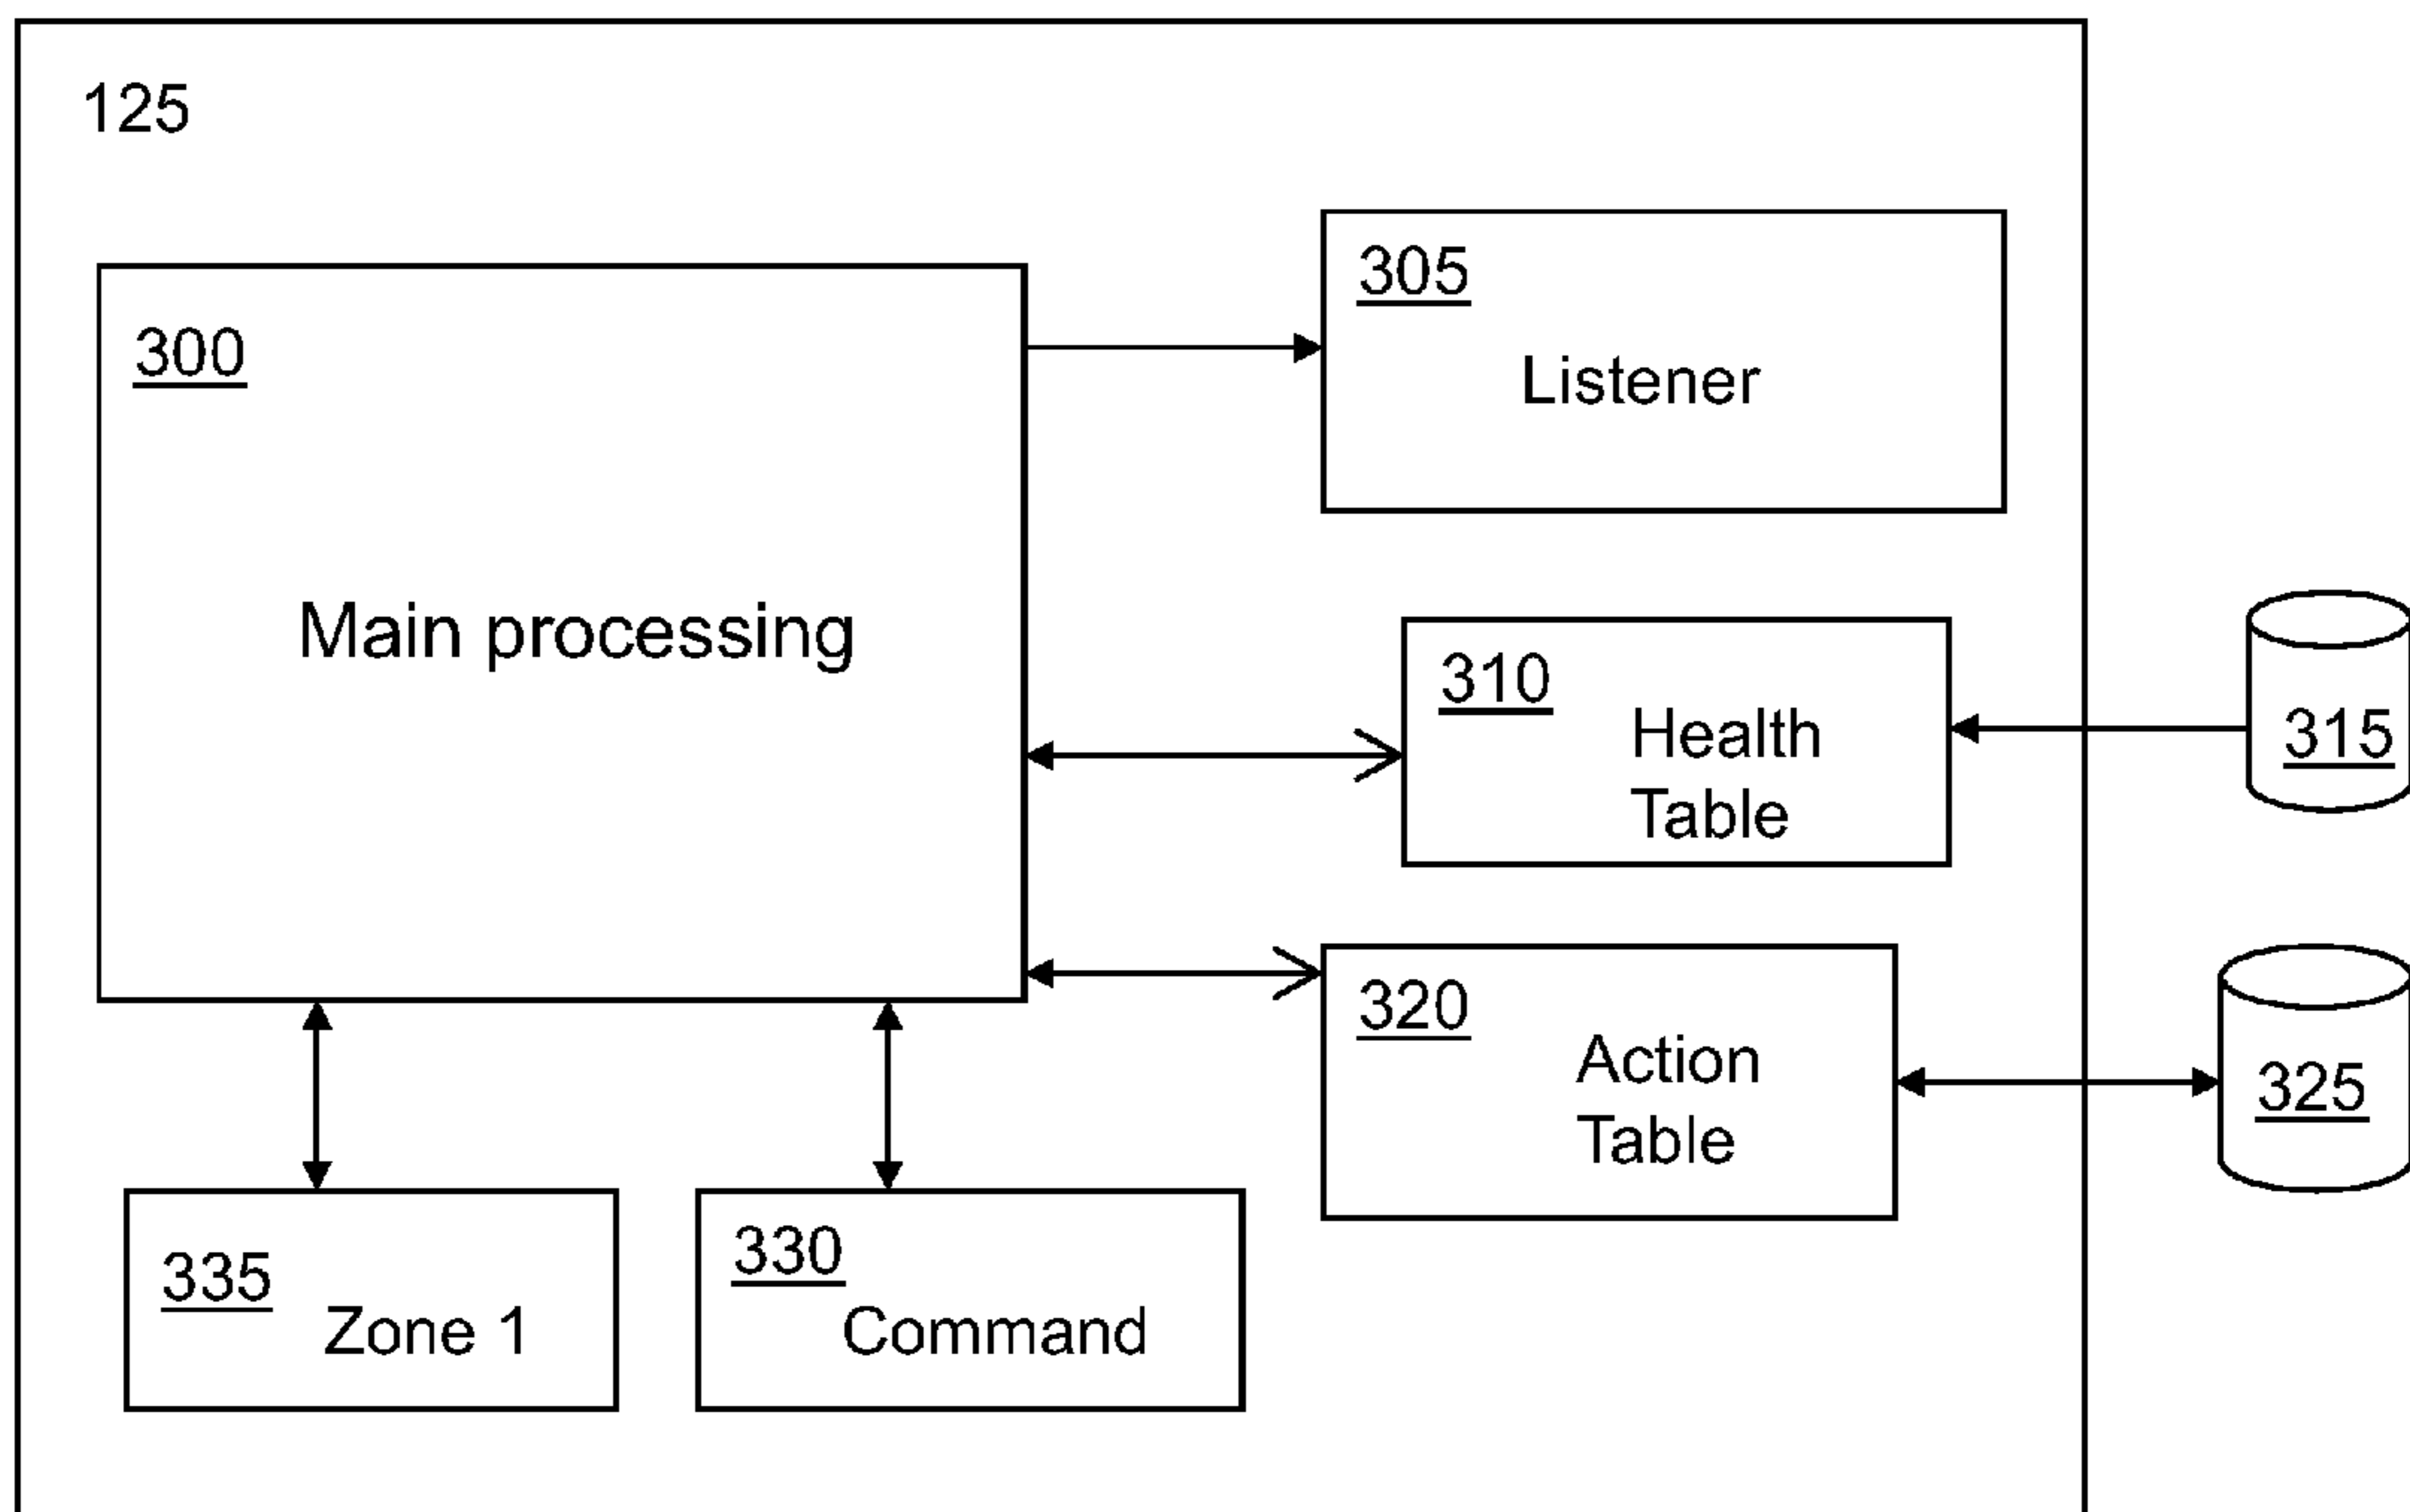 125
300
Main processing
305
Listener
310
Health
Table
315
320
Action
Table
325
335
Zone 1
330
Command